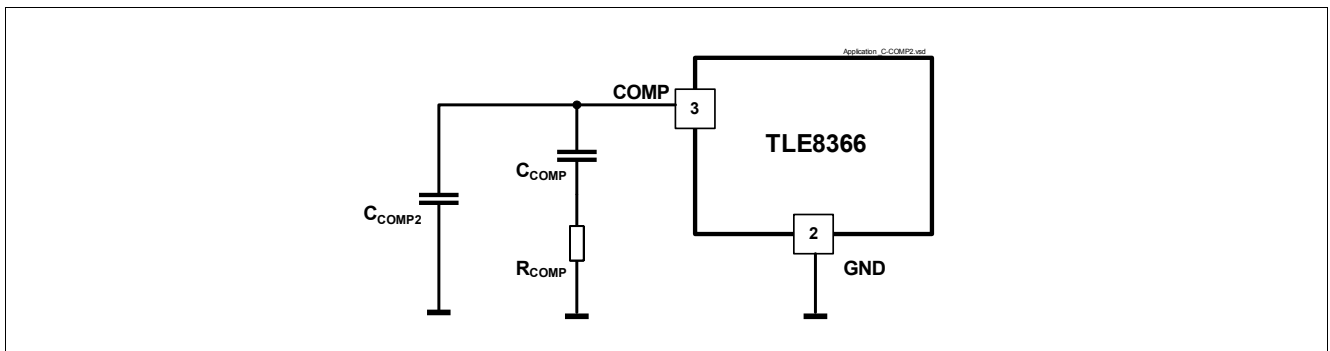 Application_C-COMP2.vsd
COMP
3
TLE8366
CCOMP
CCOMP2
2
RCOMP
GND